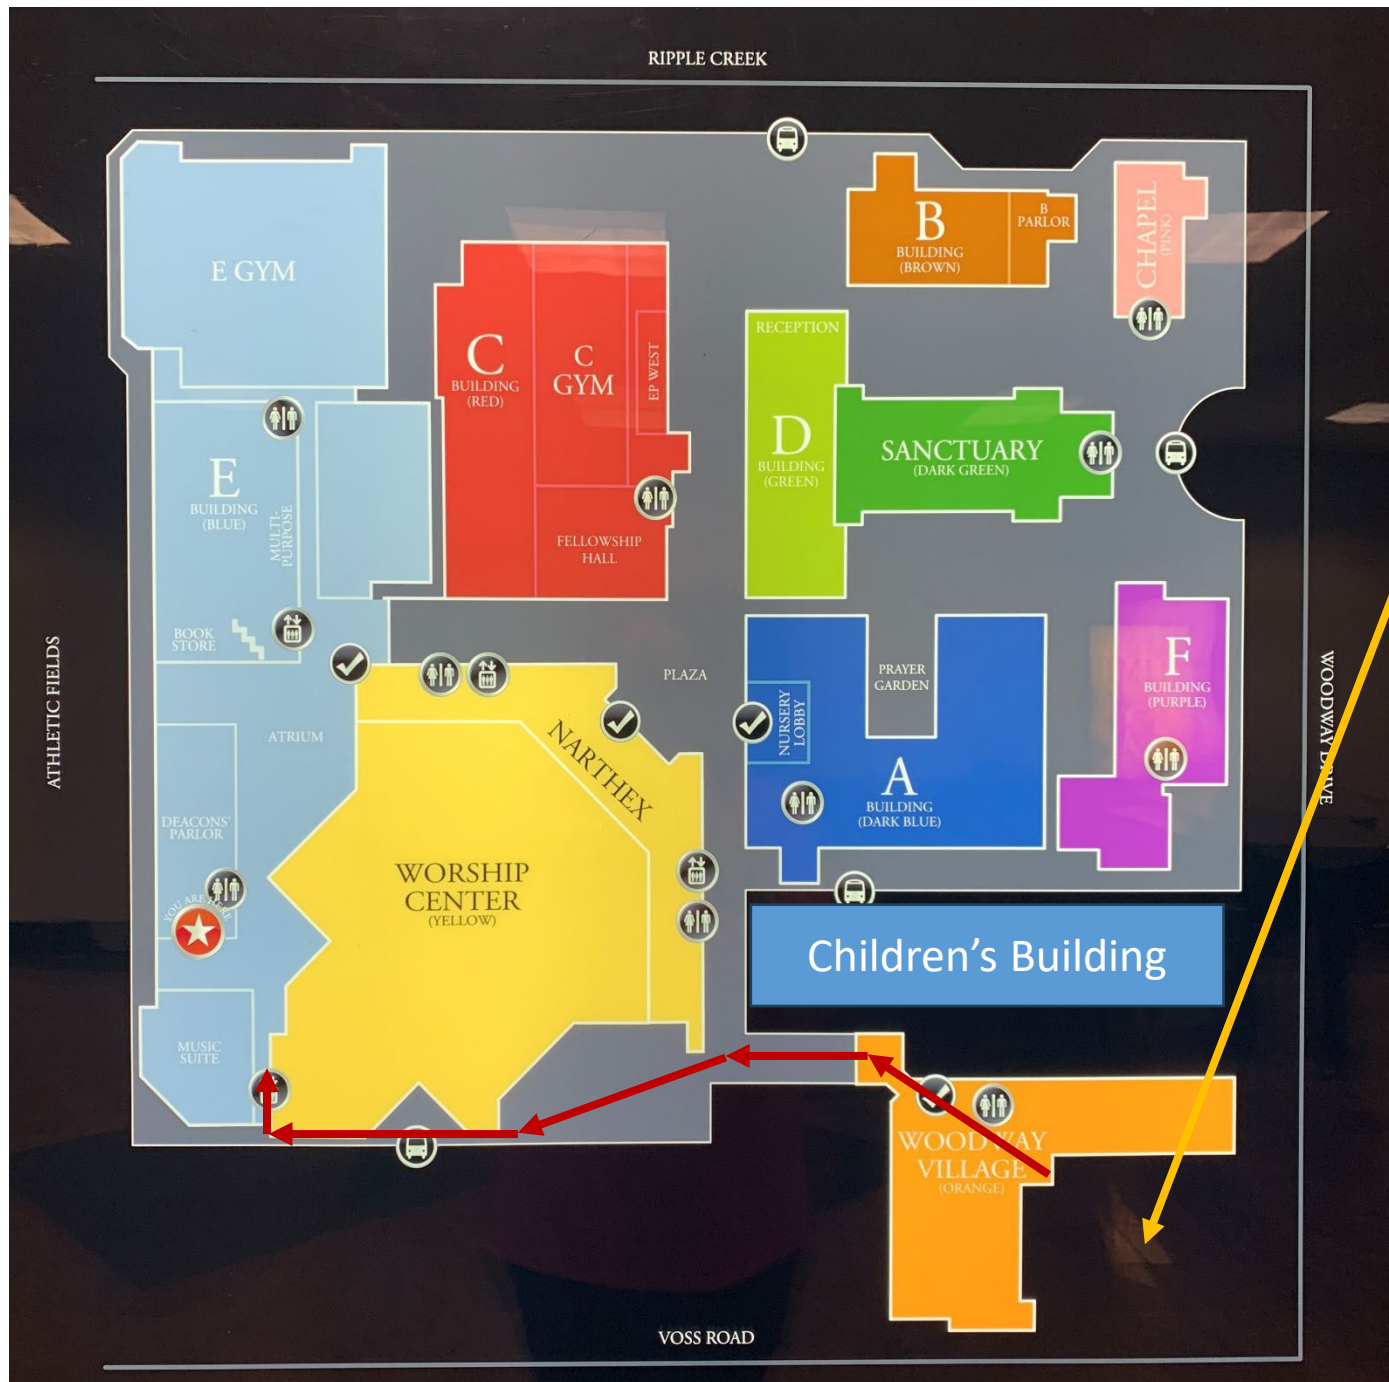 RIPPLE CREEK
E GYM
C
BUILDING
(RED)
C
GYM
EP WEST
B
BUILDING
(BROWN)
B
PARLOR
CHAPEL
(PINK)
RECEPTION
D
BUILDING
(GREEN)
SANCTUARY
(DARK GREEN)
E
BUILDING
(BLUE)
MULTI-
PURPOSE
FELLOWSHIP
HALL
BOOK
STORE
ATHLETIC FIELDS
PLAZA
PRAYER
GARDEN
NURSERY
LOBBY
F
BUILDING
(PURPLE)
WOODWAY DRIVE
ATRIUM
NARTHEX
A
BUILDING
(DARK BLUE)
DEACONS'
PARLOR
WORSHIP
CENTER
(YELLOW)
YOU ARE HERE
Children's Building
MUSIC
SUITE
WOODWAY
VILLAGE
(ORANGE)
VOSS ROAD